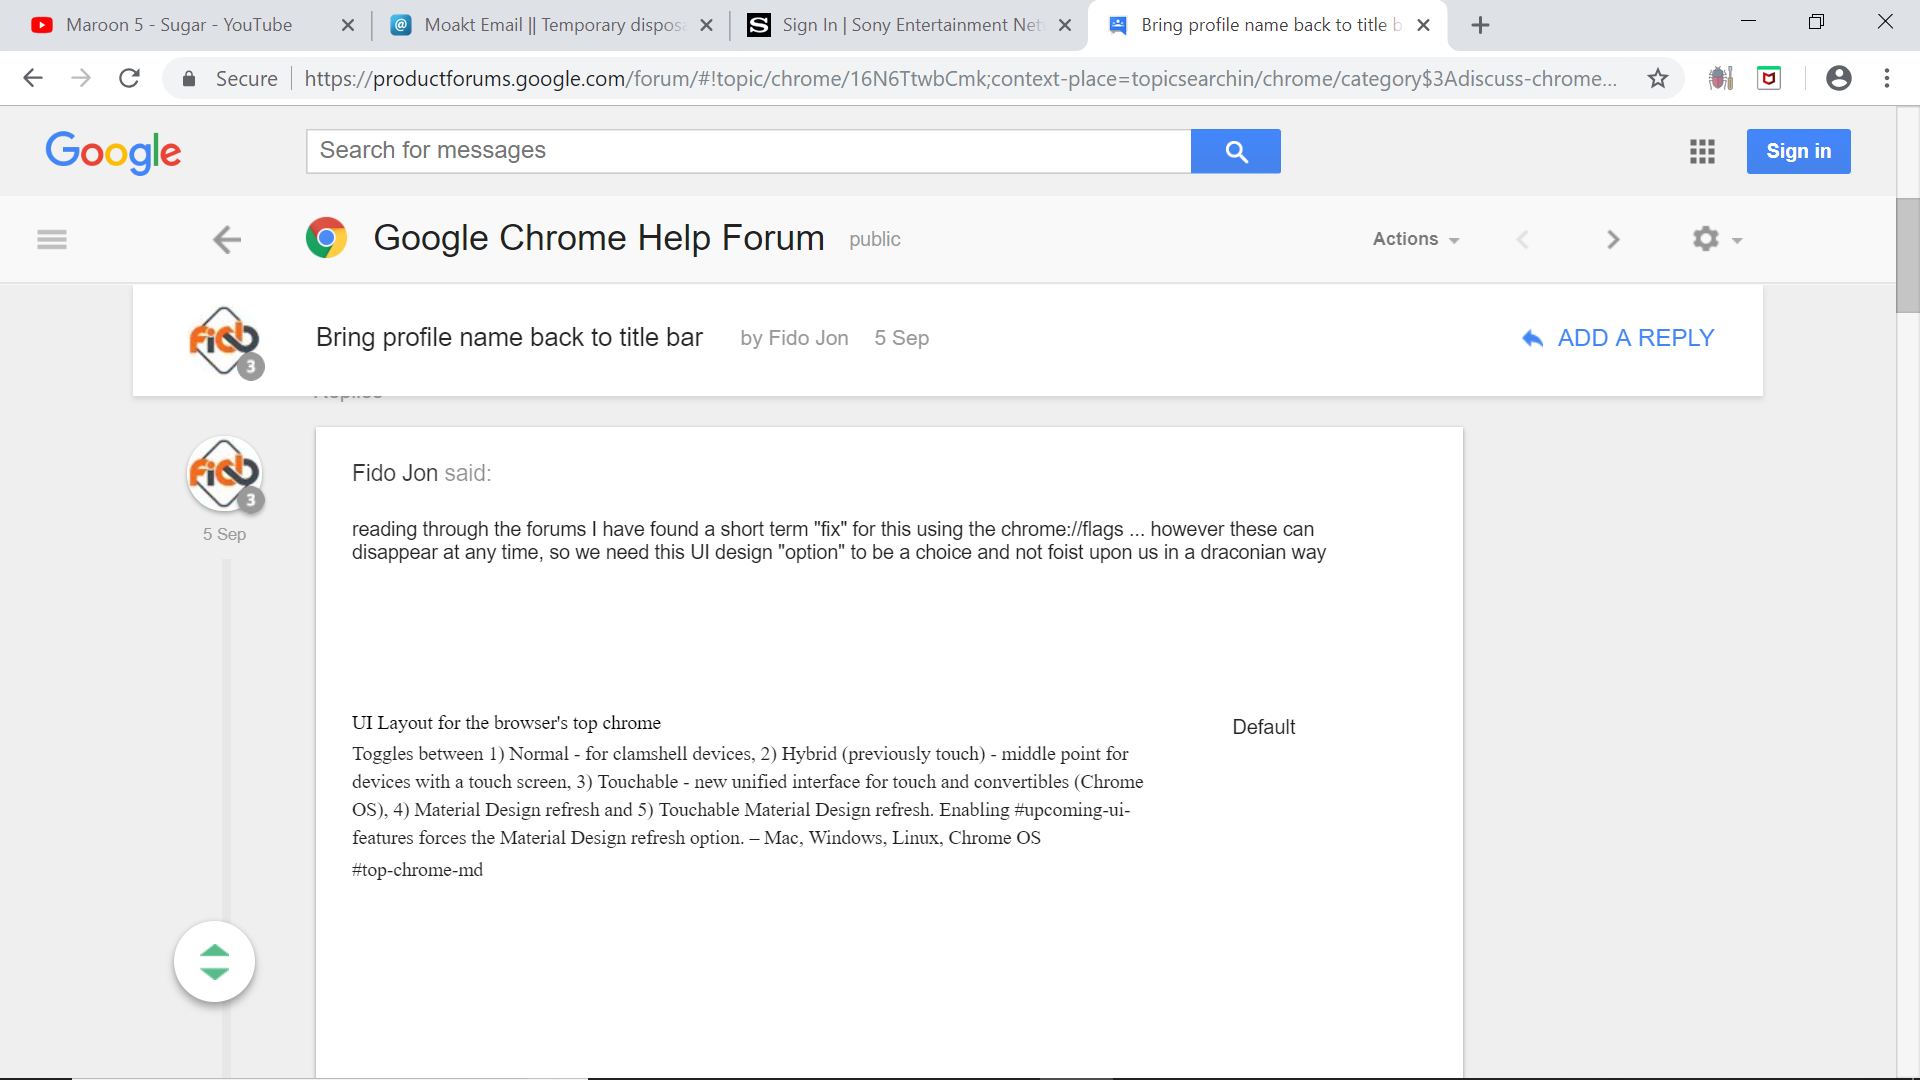 Maroon 5 - Sugar - YouTube
Moakt Email || Temporary disposa
S Sign In | Sony Entertainment Net
Bring profile name back to title b
Secure https://productforums.google.com/forum/#!topic/chrome/16N6TtwbCmk;context-place=topicsearchin/chrome/category$3Adiscuss-chrome...
Google
Search for messages
Sign in
Google Chrome Help Forum public
Actions
Fido 3
Bring profile name back to title bar by Fido Jon 5 Sep
ADD A REPLY
Replies
Fido 3
5 Sep
Fido Jon said:
reading through the forums I have found a short term "fix" for this using the chrome://flags ... however these can
disappear at any time, so we need this UI design "option" to be a choice and not foist upon us in a draconian way
UI Layout for the browser's top chrome
Default
Toggles between 1) Normal - for clamshell devices, 2) Hybrid (previously touch) - middle point for
devices with a touch screen, 3) Touchable - new unified interface for touch and convertibles (Chrome
OS), 4) Material Design refresh and 5) Touchable Material Design refresh. Enabling #upcoming-ui-
features forces the Material Design refresh option. – Mac, Windows, Linux, Chrome OS
#top-chrome-md